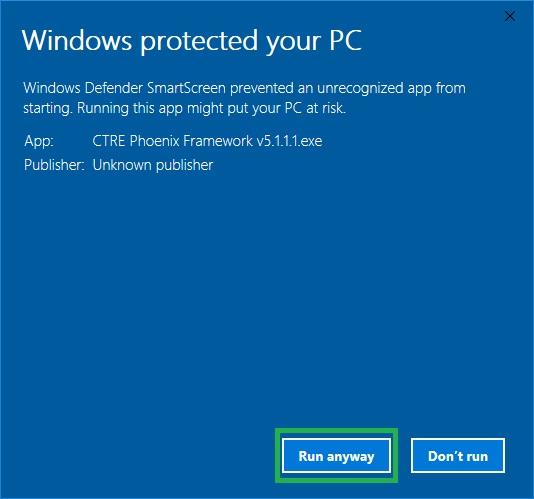 Windows protected your PC
Windows Defender SmartScreen prevented an unrecognized app from
starting. Running this app might put your PC at risk.
App: CTRE Phoenix Framework v5.1.1.1.exe
Publisher: Unknown publisher
Run anyway Don't run